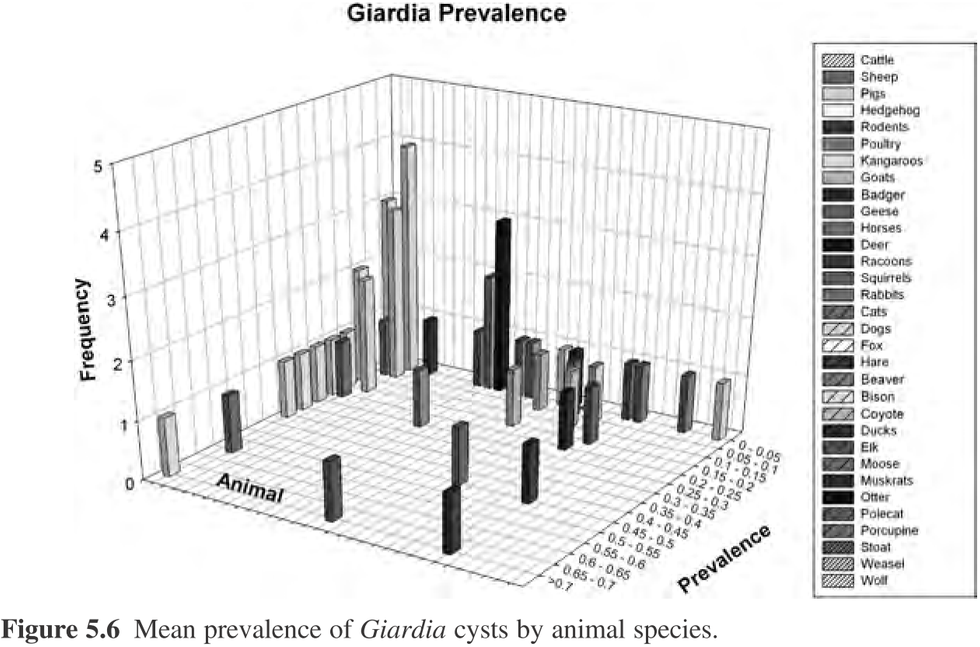 Giardia Prevalence
5
4
3
2
1
0
Frequency
Animal
Prevalence
0 - 0.05
0.05 - 0.1
0.1 - 0.15
0.15 - 0.2
0.2 - 0.25
0.25 - 0.3
0.3 - 0.35
0.35 - 0.4
0.4 - 0.45
0.45 - 0.5
0.5 - 0.55
0.55 - 0.6
0.6 - 0.65
0.65 - 0.7
>0.7
Cattle
Sheep
Pigs
Hedgehog
Rodents
Poultry
Kangaroos
Goats
Badger
Geese
Horses
Deer
Racoons
Squirrels
Rabbits
Cats
Dogs
Fox
Hare
Beaver
Bison
Coyote
Ducks
Elk
Moose
Muskrats
Otter
Polecat
Porcupine
Stoat
Weasel
Wolf
Figure 5.6 Mean prevalence of Giardia cysts by animal species.